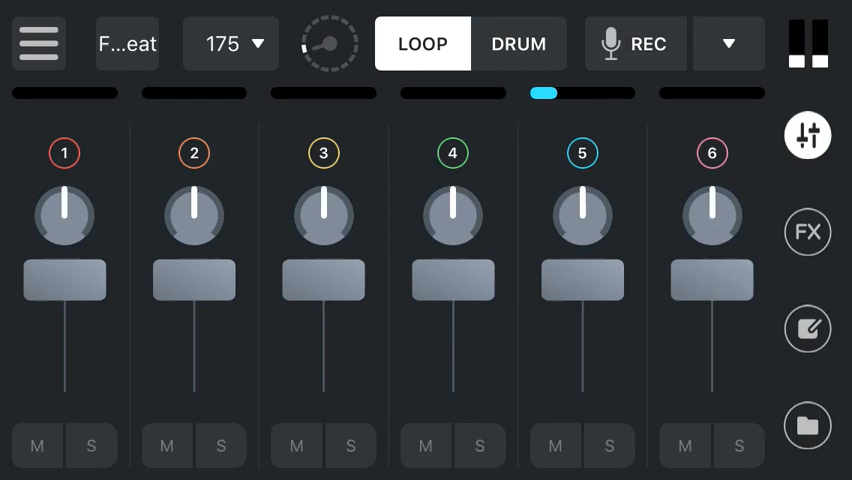 F...eat 175 LOOP DRUM REC
1 2 3 4 5 6
FX
M S M S M S M S M S M S